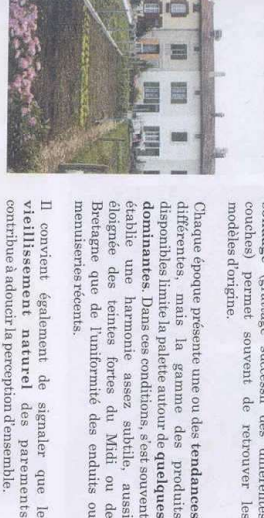 couches) permet souvent de retrouver les
modèles d'origine.
Chaque époque présente une ou des tendances
différentes, mais la gamme des produits
disponibles limite la palette autour de quelques
dominantes. Dans ces conditions, s'est souvent
établie une harmonie assez subtile, aussi
éloignée des teintes fortes du Midi ou de
Bretagne que de l'uniformité des enduits ou
menuiseries récents.
Il convient également de signaler que le
vieillissement naturel des parements
contribue à adoucir la perception d'ensemble.